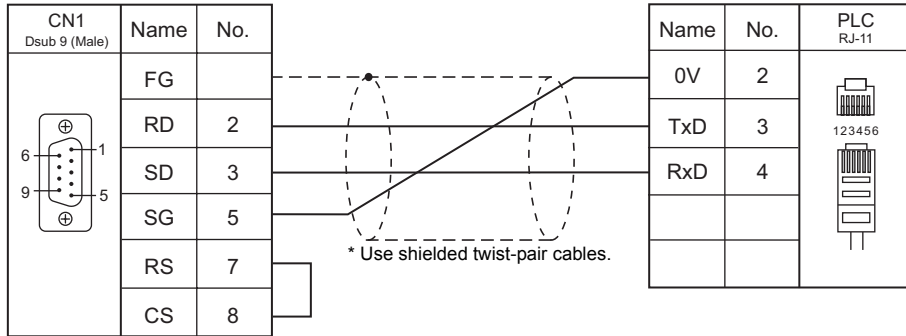 CN1
Dsub 9 (Male)
Name
No.
FG
RD
2
SD
3
SG
5
RS
7
CS
8
6
1
9
5
* Use shielded twist-pair cables.
Name
No.
PLC
RJ-11
0V
2
TxD
3
RxD
4
123456